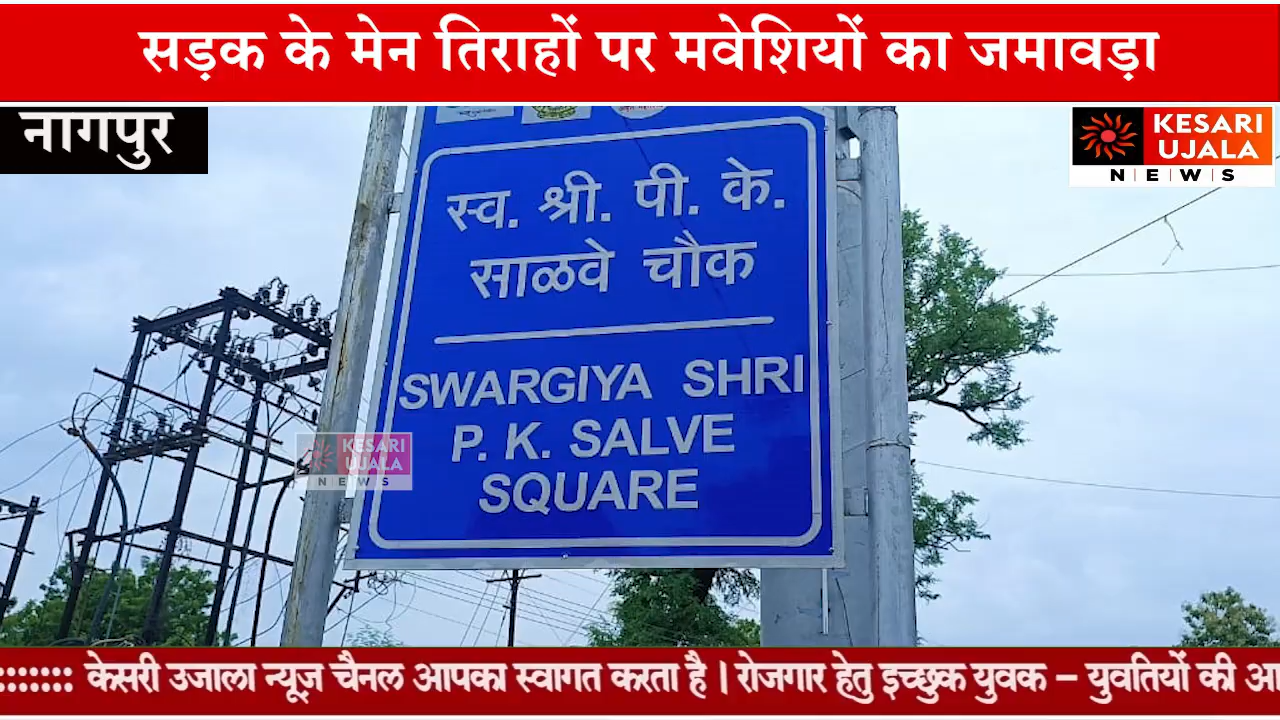 सड़क के मेन तिराहों पर मवेशियों का जमावड़ा
नागपुर
KESARI
UJALA
N|E|W|S
स्व. श्री. पी. के.
साळवे चौक
SWARGIYA SHRI
P. K. SALVE
SQUARE
KESARI
UJALA
NEWS
::::::: केसरी उजाला न्यूज़ चैनल आपका स्वागत करता है | रोजगार हेतु इच्छुक युवक – युवतियों की